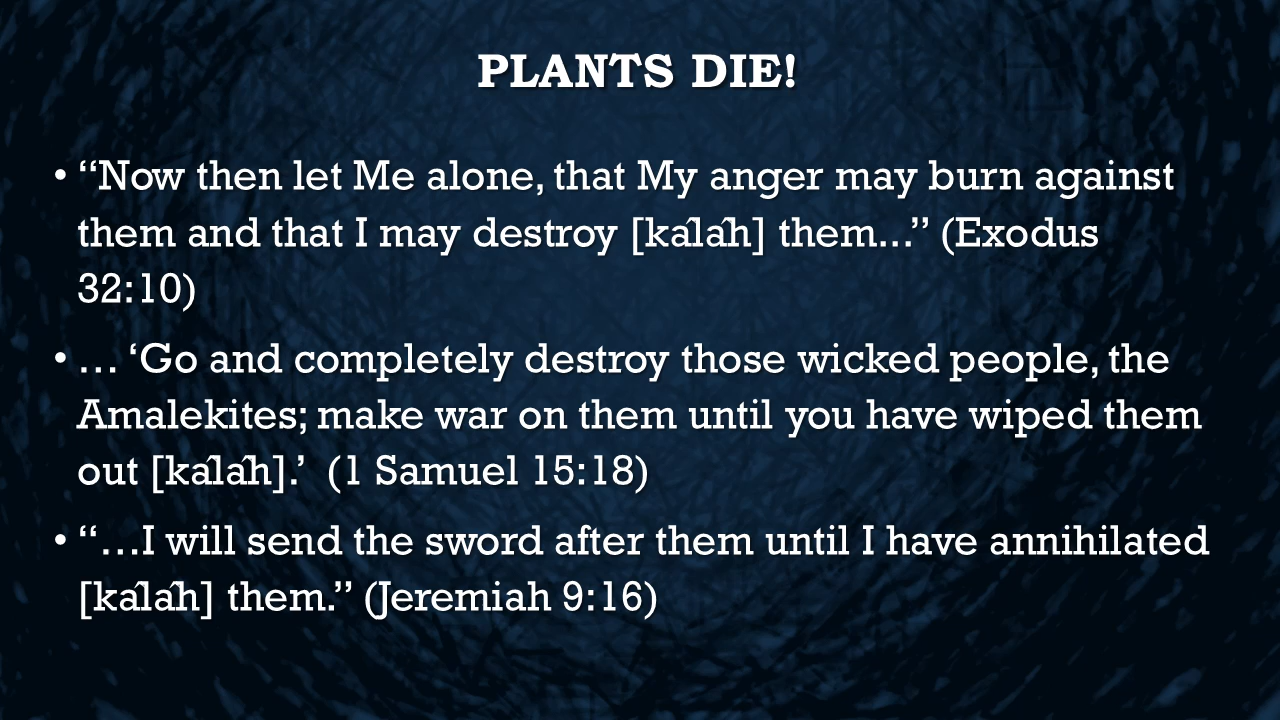 PLANTS DIE!
• “Now then let Me alone, that My anger may burn against
them and that I may destroy [kālāh] them...” (Exodus
32:10)
• … ‘Go and completely destroy those wicked people, the
Amalekites; make war on them until you have wiped them
out [kālāh].’ (1 Samuel 15:18)
• “…I will send the sword after them until I have annihilated
[kālāh] them.” (Jeremiah 9:16)